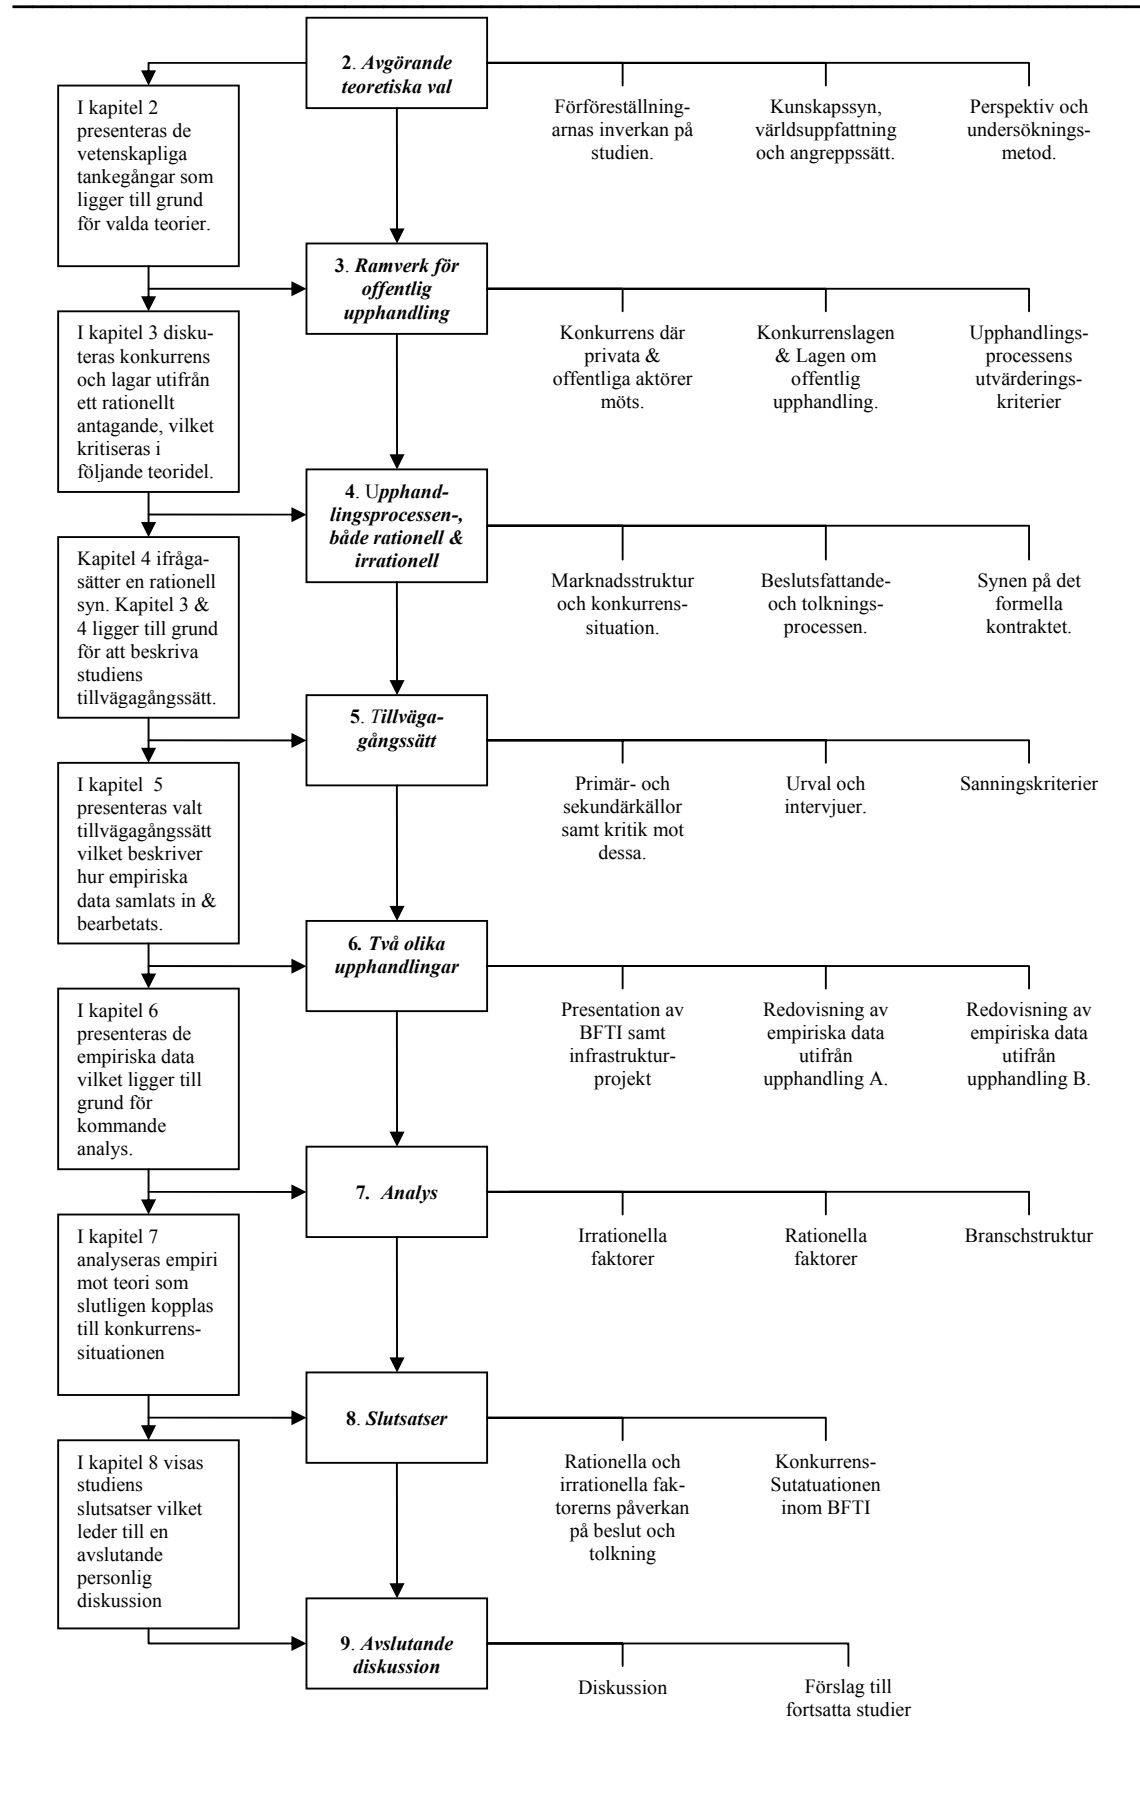 2. Avgörande
teoretiska val
I kapitel 2
presenteras de
vetenskapliga
tankegångar som
ligger till grund
för valda teorier.
Förföreställning-
arnas inverkan på
studien.
Kunskapssyn,
världsuppfattning
och angreppssätt.
Perspektiv och
undersöknings-
metod.
3. Ramverk för
offentlig
upphandling
I kapitel 3 disku-
teras konkurrens
och lagar utifrån
ett rationellt
antagande, vilket
kritiseras i
följande teoridel.
Konkurrens där
privata &
offentliga aktörer
möts.
Konkurrenslagen
& Lagen om
offentlig
upphandling.
Upphandlings-
processens
utvärderings-
kriterier
4. Upphand-
lingsprocessen-,
både rationell &
irrationell
Kapitel 4 ifråga-
sätter en rationell
syn. Kapitel 3 &
4 ligger till grund
för att beskriva
studiens
tillvägagångssätt.
Marknadsstruktur
och konkurrens-
situation.
Beslutsfattande-
och tolknings-
processen.
Synen på det
formella
kontraktet.
5. Tillväga-
gångssätt
I kapitel  5
presenteras valt
tillvägagångssätt
vilket beskriver
hur empiriska
data samlats in &
bearbetats.
Primär- och
sekundärkällor
samt kritik mot
dessa.
Urval och
intervjuer.
Sanningskriterier
6. Två olika
upphandlingar
I kapitel 6
presenteras de
empiriska data
vilket ligger till
grund för
kommande
analys.
Presentation av
BFTI samt
infrastruktur-
projekt
Redovisning av
empiriska data
utifrån
upphandling A.
Redovisning av
empiriska data
utifrån
upphandling B.
7.  Analys
I kapitel 7
analyseras empiri
mot teori som
slutligen kopplas
till konkurrens-
situationen
Irrationella
faktorer
Rationella
faktorer
Branschstruktur
8. Slutsatser
I kapitel 8 visas
studiens
slutsatser vilket
leder till en
avslutande
personlig
diskussion
Rationella och
irrationella fak-
torerns påverkan
på beslut och
tolkning
Konkurrens-
Sutatuationen
inom BFTI
9. Avslutande
diskussion
Diskussion
Förslag till
fortsatta studier